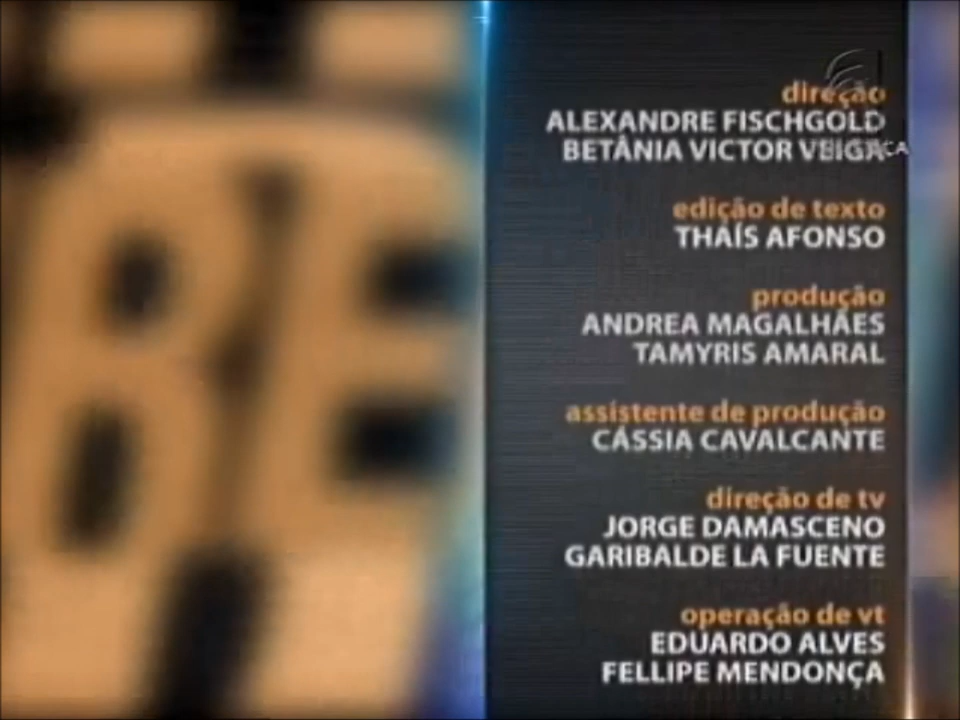 direção
ALEXANDRE FISCHGOLD
BETÂNIA VICTOR VEIGA
edição de texto
THAÍS AFONSO
produção
ANDREA MAGALHÃES
TAMYRIS AMARAL
assistente de produção
CÁSSIA CAVALCANTE
direção de tv
JORGE DAMASCENO
GARIBALDE LA FUENTE
operação de vt
EDUARDO ALVES
FELLIPE MENDONÇA